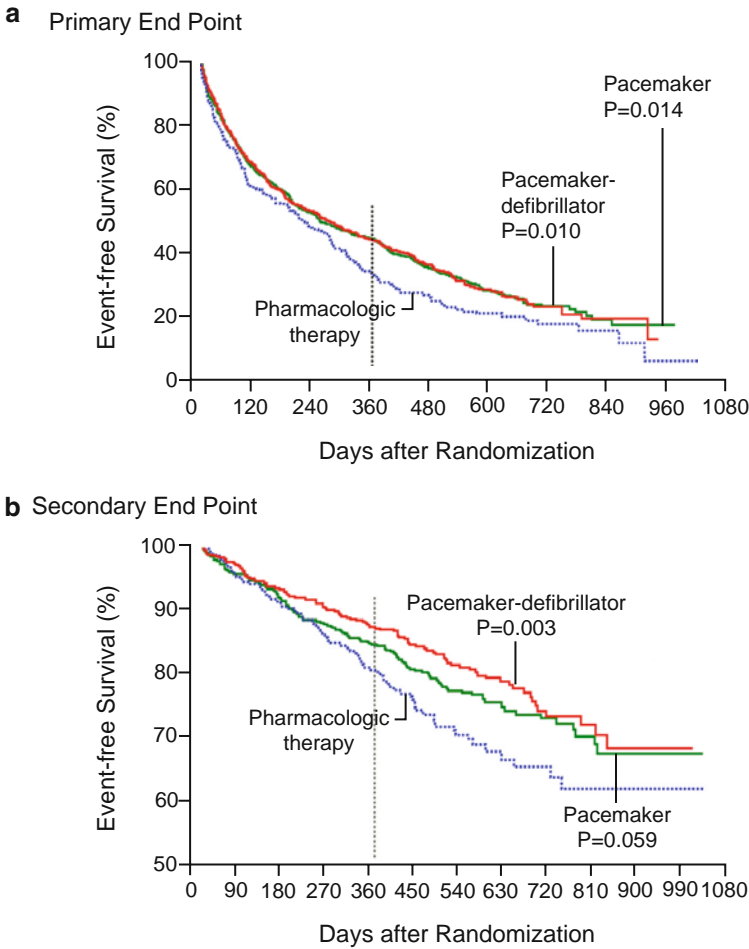 a Primary End Point
Event-free Survival (%)
100
80
60
40
20
0
Pacemaker
P=0.014
Pacemaker-
defibrillator
P=0.010
Pharmacologic
therapy
0 120 240 360 480 600 720 840 960 1080
Days after Randomization
b Secondary End Point
Event-free Survival (%)
100
90
80
70
60
50
Pacemaker-defibrillator
P=0.003
Pharmacologic
therapy
Pacemaker
P=0.059
0 90 180 270 360 450 540 630 720 810 900 990 1080
Days after Randomization